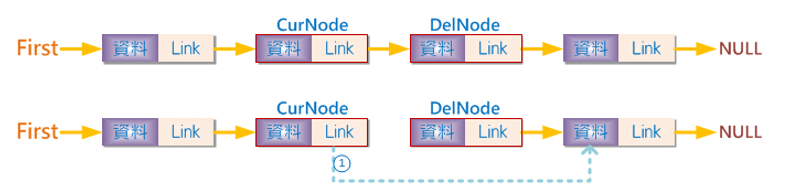 CurNode DelNode
First 資料 Link 資料 Link 資料 Link 資料 Link NULL
CurNode DelNode
First 資料 Link 資料 Link 資料 Link 資料 Link NULL
1